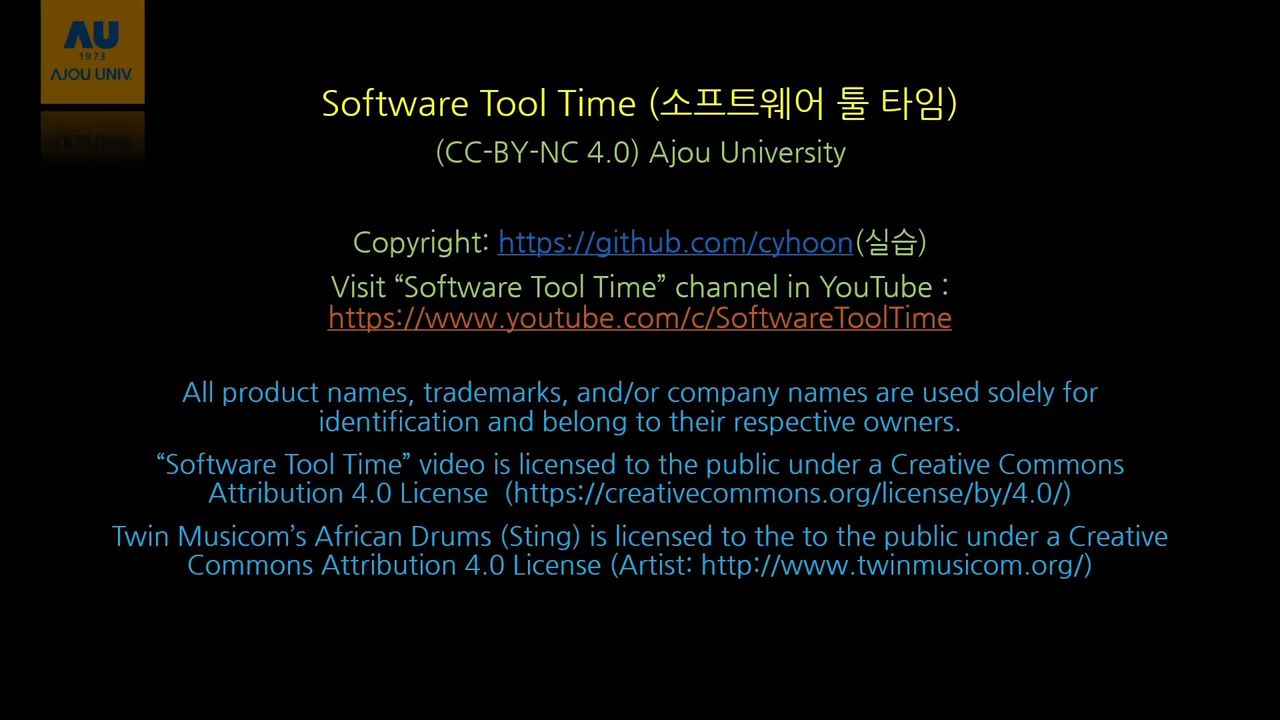 AU
1973
AJOU UNIV.
Software Tool Time (소프트웨어 툴 타임)
(CC-BY-NC 4.0) Ajou University
Copyright: https://github.com/cyhoon(실습)
Visit “Software Tool Time” channel in YouTube :
https://www.youtube.com/c/SoftwareToolTime
All product names, trademarks, and/or company names are used solely for
identification and belong to their respective owners.
“Software Tool Time” video is licensed to the public under a Creative Commons
Attribution 4.0 License (https://creativecommons.org/license/by/4.0/)
Twin Musicom’s African Drums (Sting) is licensed to the to the public under a Creative
Commons Attribution 4.0 License (Artist: http://www.twinmusicom.org/)